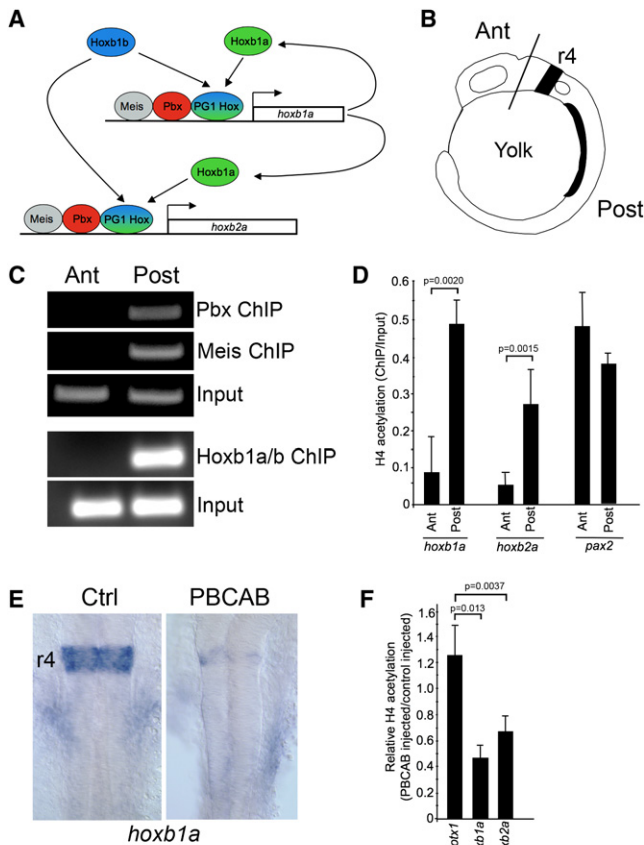 A
Hoxb1b
Hoxb1a
Meis
Pbx
PG1 Hox
hoxb1a
Hoxb1a
Meis
Pbx
PG1 Hox
hoxb2a
B
Ant
r4
Yolk
Post
C
Ant Post
Pbx ChIP
Meis ChIP
Input
Hoxb1a/b ChIP
Input
D
H4 acetylation (ChIP/Input)
0.6
0.5
0.4
0.3
0.2
0.1
0
p=0.0020
p=0.0015
Ant Post Ant Post Ant Post
hoxb1a hoxb2a pax2
E
Ctrl PBCAB
r4
hoxb1a
F
Relative H4 acetylation
(PBCAB injected/control injected)
1.6
1.4
1.2
1.0
0.8
0.6
0.4
0.2
0
p=0.0037
p=0.013
otx1
xb1a
xb2a